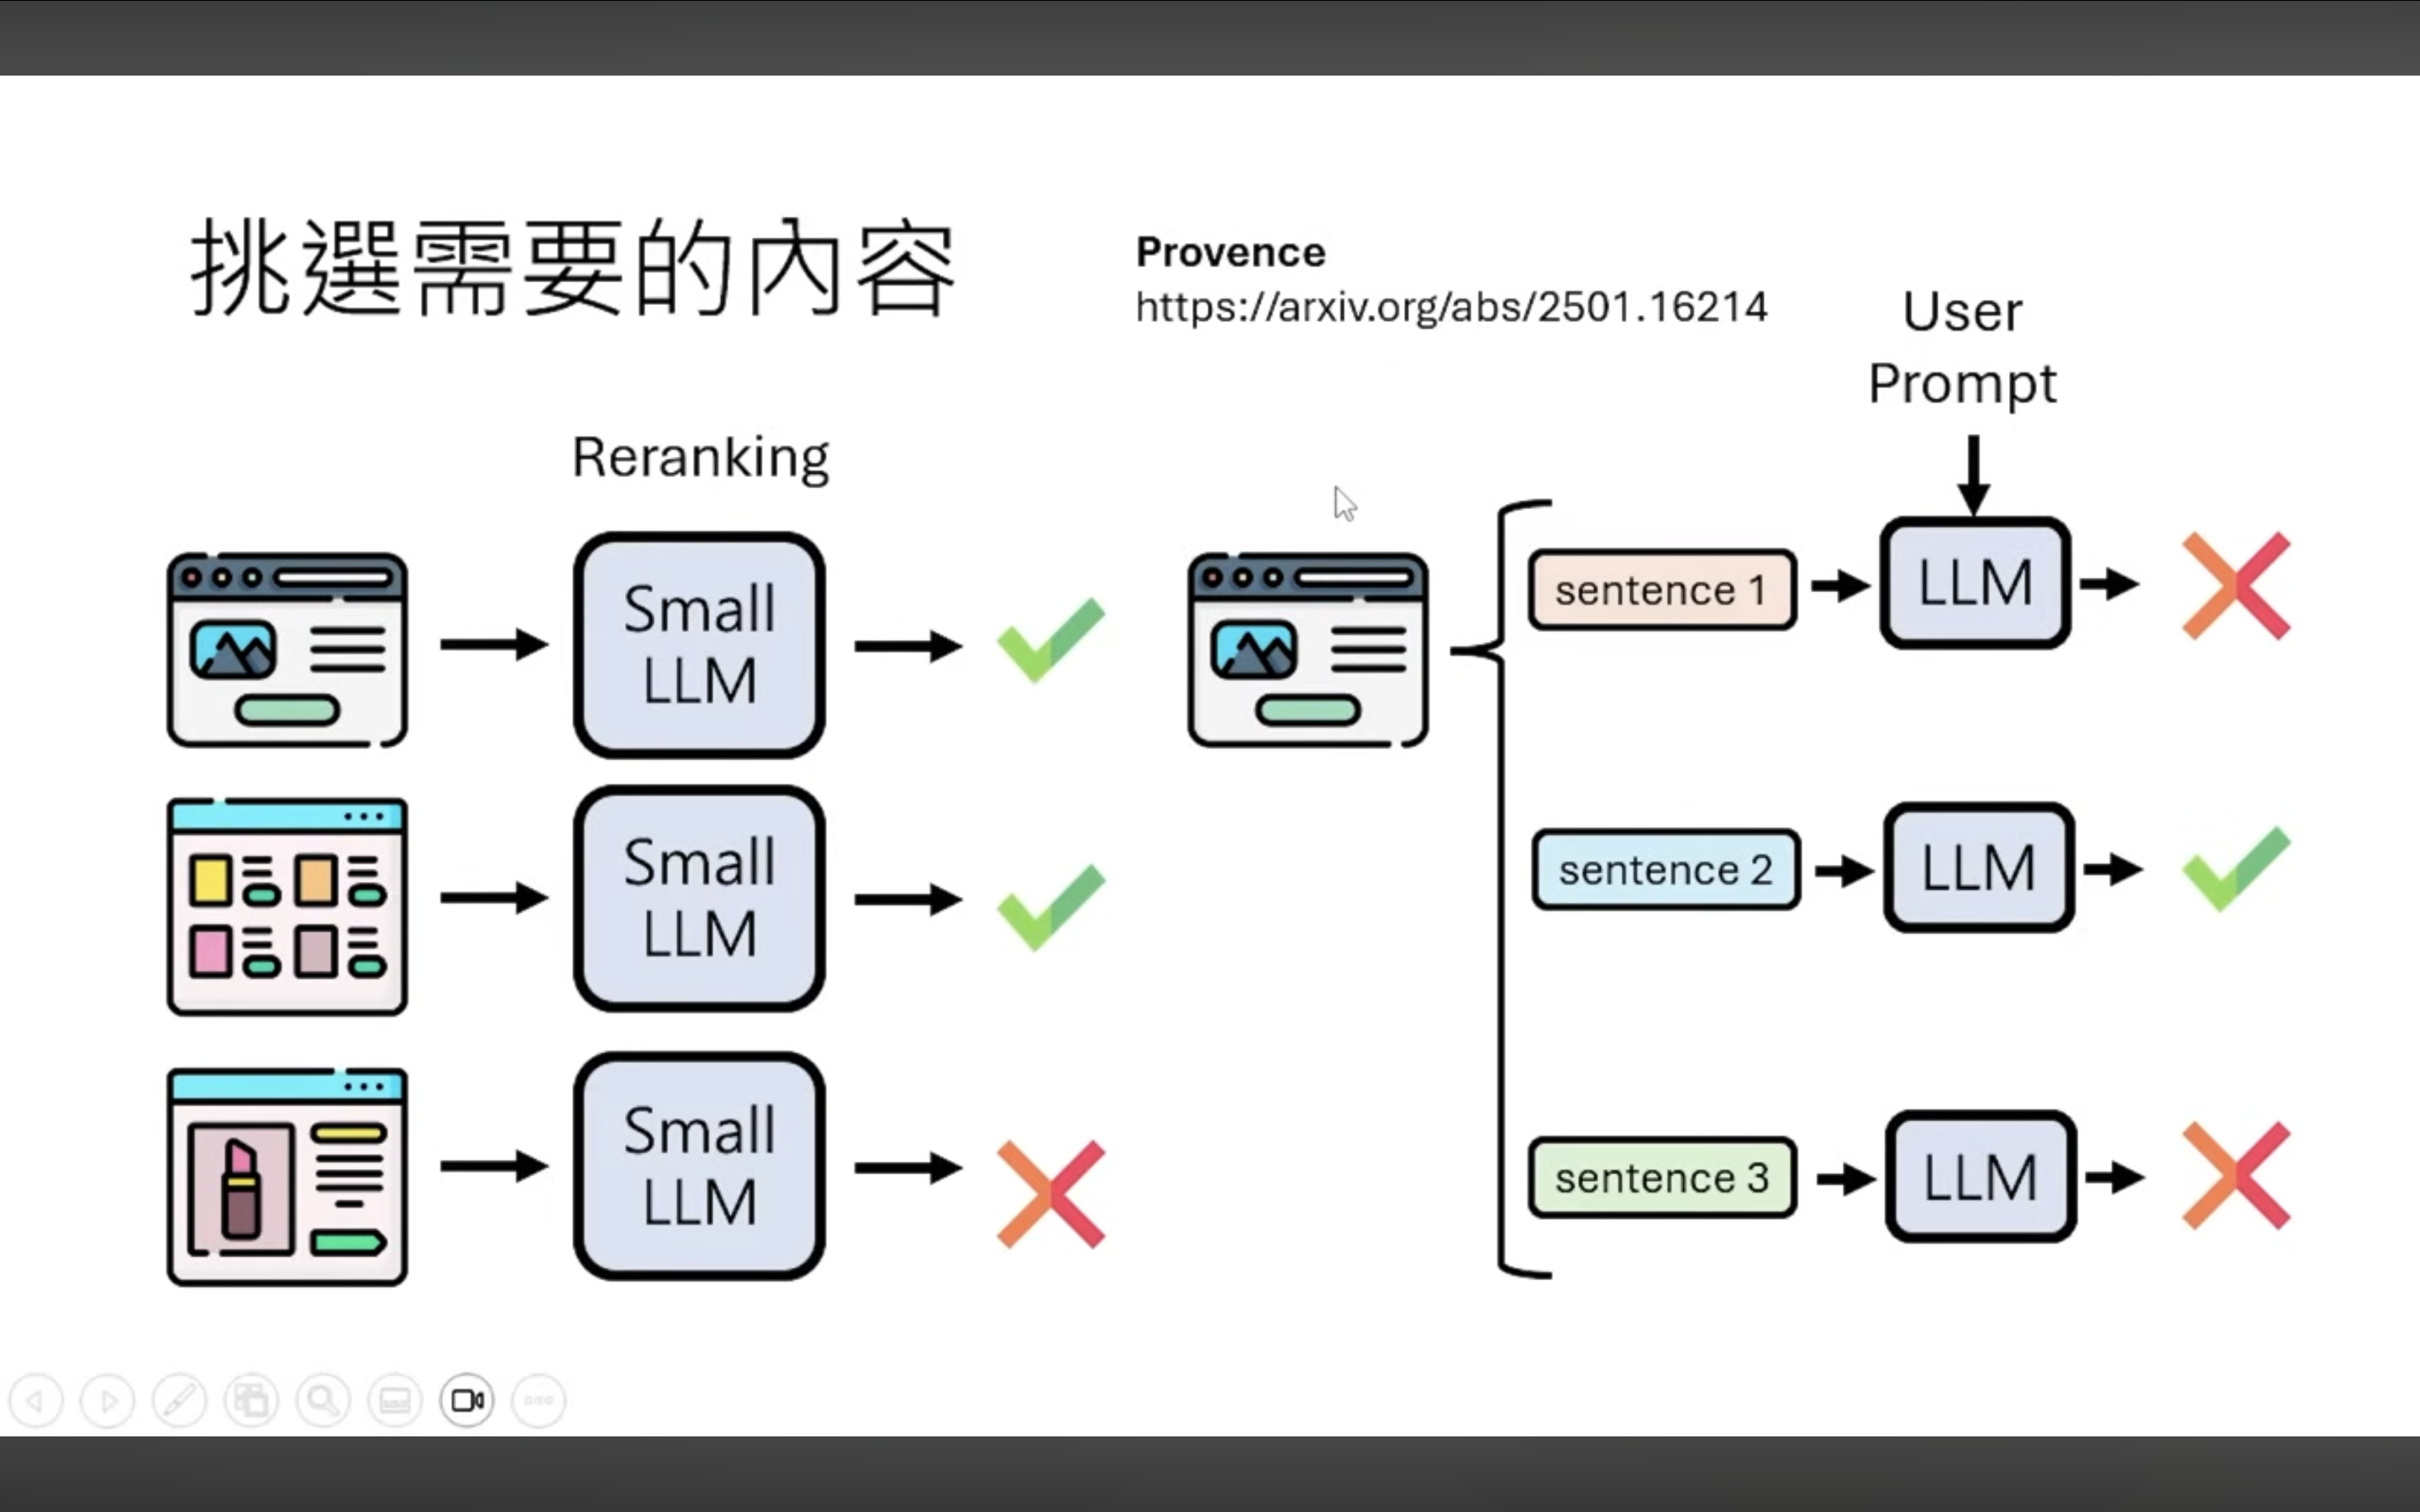 挑選需要的內容
Provence
https://arxiv.org/abs/2501.16214
User
Prompt
Reranking
Small
LLM
Small
LLM
Small
LLM
sentence 1
LLM
sentence 2
LLM
sentence 3
LLM